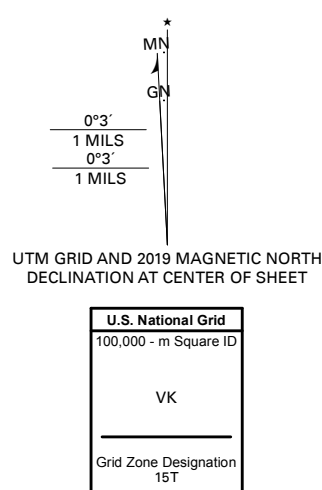 ★
MN
GN
0°3´
1 MILS
0°3´
1 MILS
UTM GRID AND 2019 MAGNETIC NORTH
DECLINATION AT CENTER OF SHEET
U.S. National Grid
100,000 - m Square ID
VK
Grid Zone Designation
15T